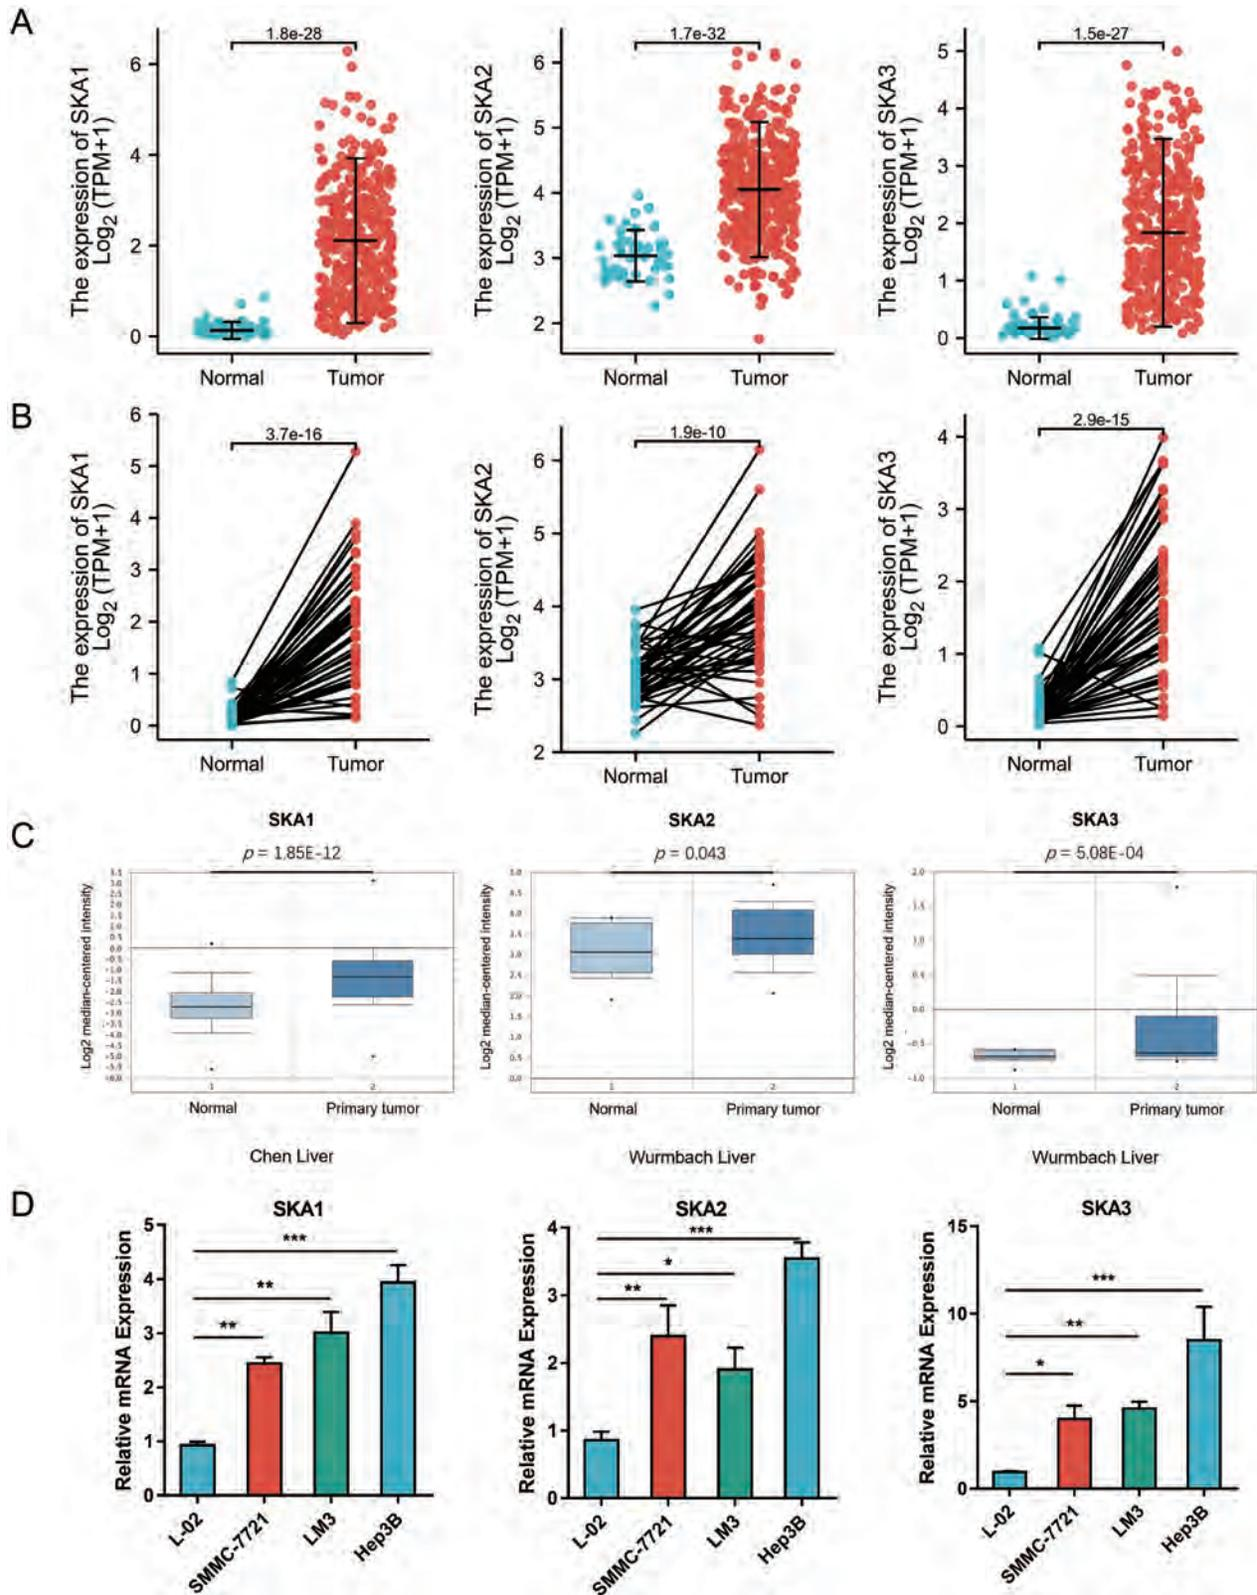 A
The expression of SKA1
Log2 (TPM+1)
1.8e-28
6
4
2
0
Normal
Tumor
The expression of SKA2
Log2 (TPM+1)
1.7e-32
6
5
4
3
2
Normal
Tumor
The expression of SKA3
Log2 (TPM+1)
1.5e-27
5
4
3
2
1
0
Normal
Tumor
B
The expression of SKA1
Log2 (TPM+1)
3.7e-16
6
5
4
3
2
1
0
Normal
Tumor
The expression of SKA2
Log2 (TPM+1)
1.9e-10
6
5
4
3
2
Normal
Tumor
The expression of SKA3
Log2 (TPM+1)
2.9e-15
4
3
2
1
0
Normal
Tumor
C
SKA1
p = 1.85E-12
Log2 median-centered intensity
1
2
Normal
Primary tumor
Chen Liver
SKA2
p = 0.043
Log2 median-centered intensity
1
2
Normal
Primary tumor
Wurmbach Liver
SKA3
p = 5.08E-04
Log2 median-centered intensity
1
2
Normal
Primary tumor
Wurmbach Liver
D
SKA1
Relative mRNA Expression
5
4
3
2
1
0
***
**
**
L-02
SMMC-7721
LM3
Hep3B
SKA2
Relative mRNA Expression
4
3
2
1
0
***
*
**
L-02
SMMC-7721
LM3
Hep3B
SKA3
Relative mRNA Expression
15
10
5
0
***
**
*
L-02
SMMC-7721
LM3
Hep3B